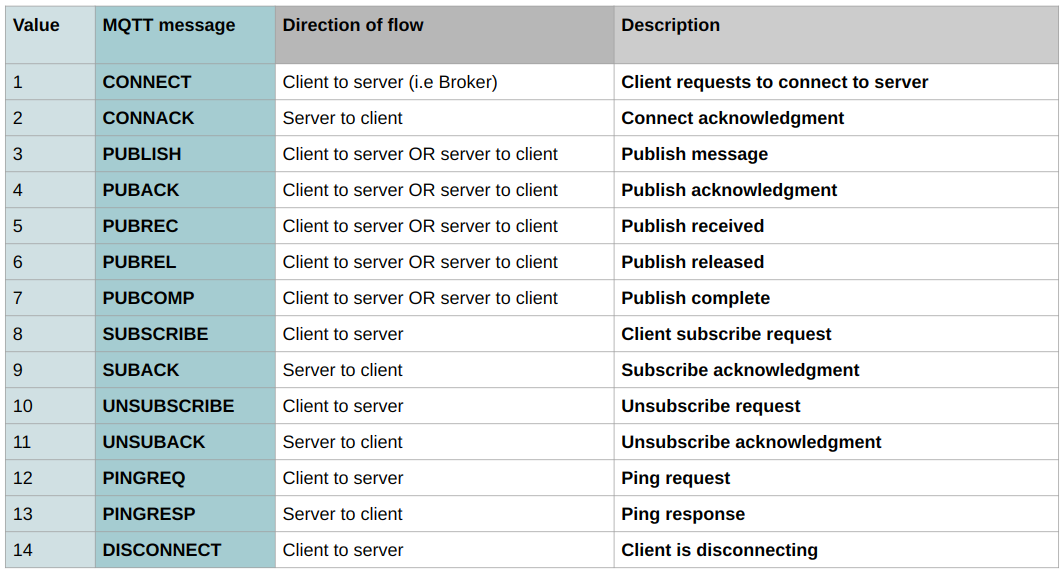 Value MQTT message Direction of flow Description
1 CONNECT Client to server (i.e Broker) Client requests to connect to server
2 CONNACK Server to client Connect acknowledgment
3 PUBLISH Client to server OR server to client Publish message
4 PUBACK Client to server OR server to client Publish acknowledgment
5 PUBREC Client to server OR server to client Publish received
6 PUBREL Client to server OR server to client Publish released
7 PUBCOMP Client to server OR server to client Publish complete
8 SUBSCRIBE Client to server Client subscribe request
9 SUBACK Server to client Subscribe acknowledgment
10 UNSUBSCRIBE Client to server Unsubscribe request
11 UNSUBACK Server to client Unsubscribe acknowledgment
12 PINGREQ Client to server Ping request
13 PINGRESP Server to client Ping response
14 DISCONNECT Client to server Client is disconnecting